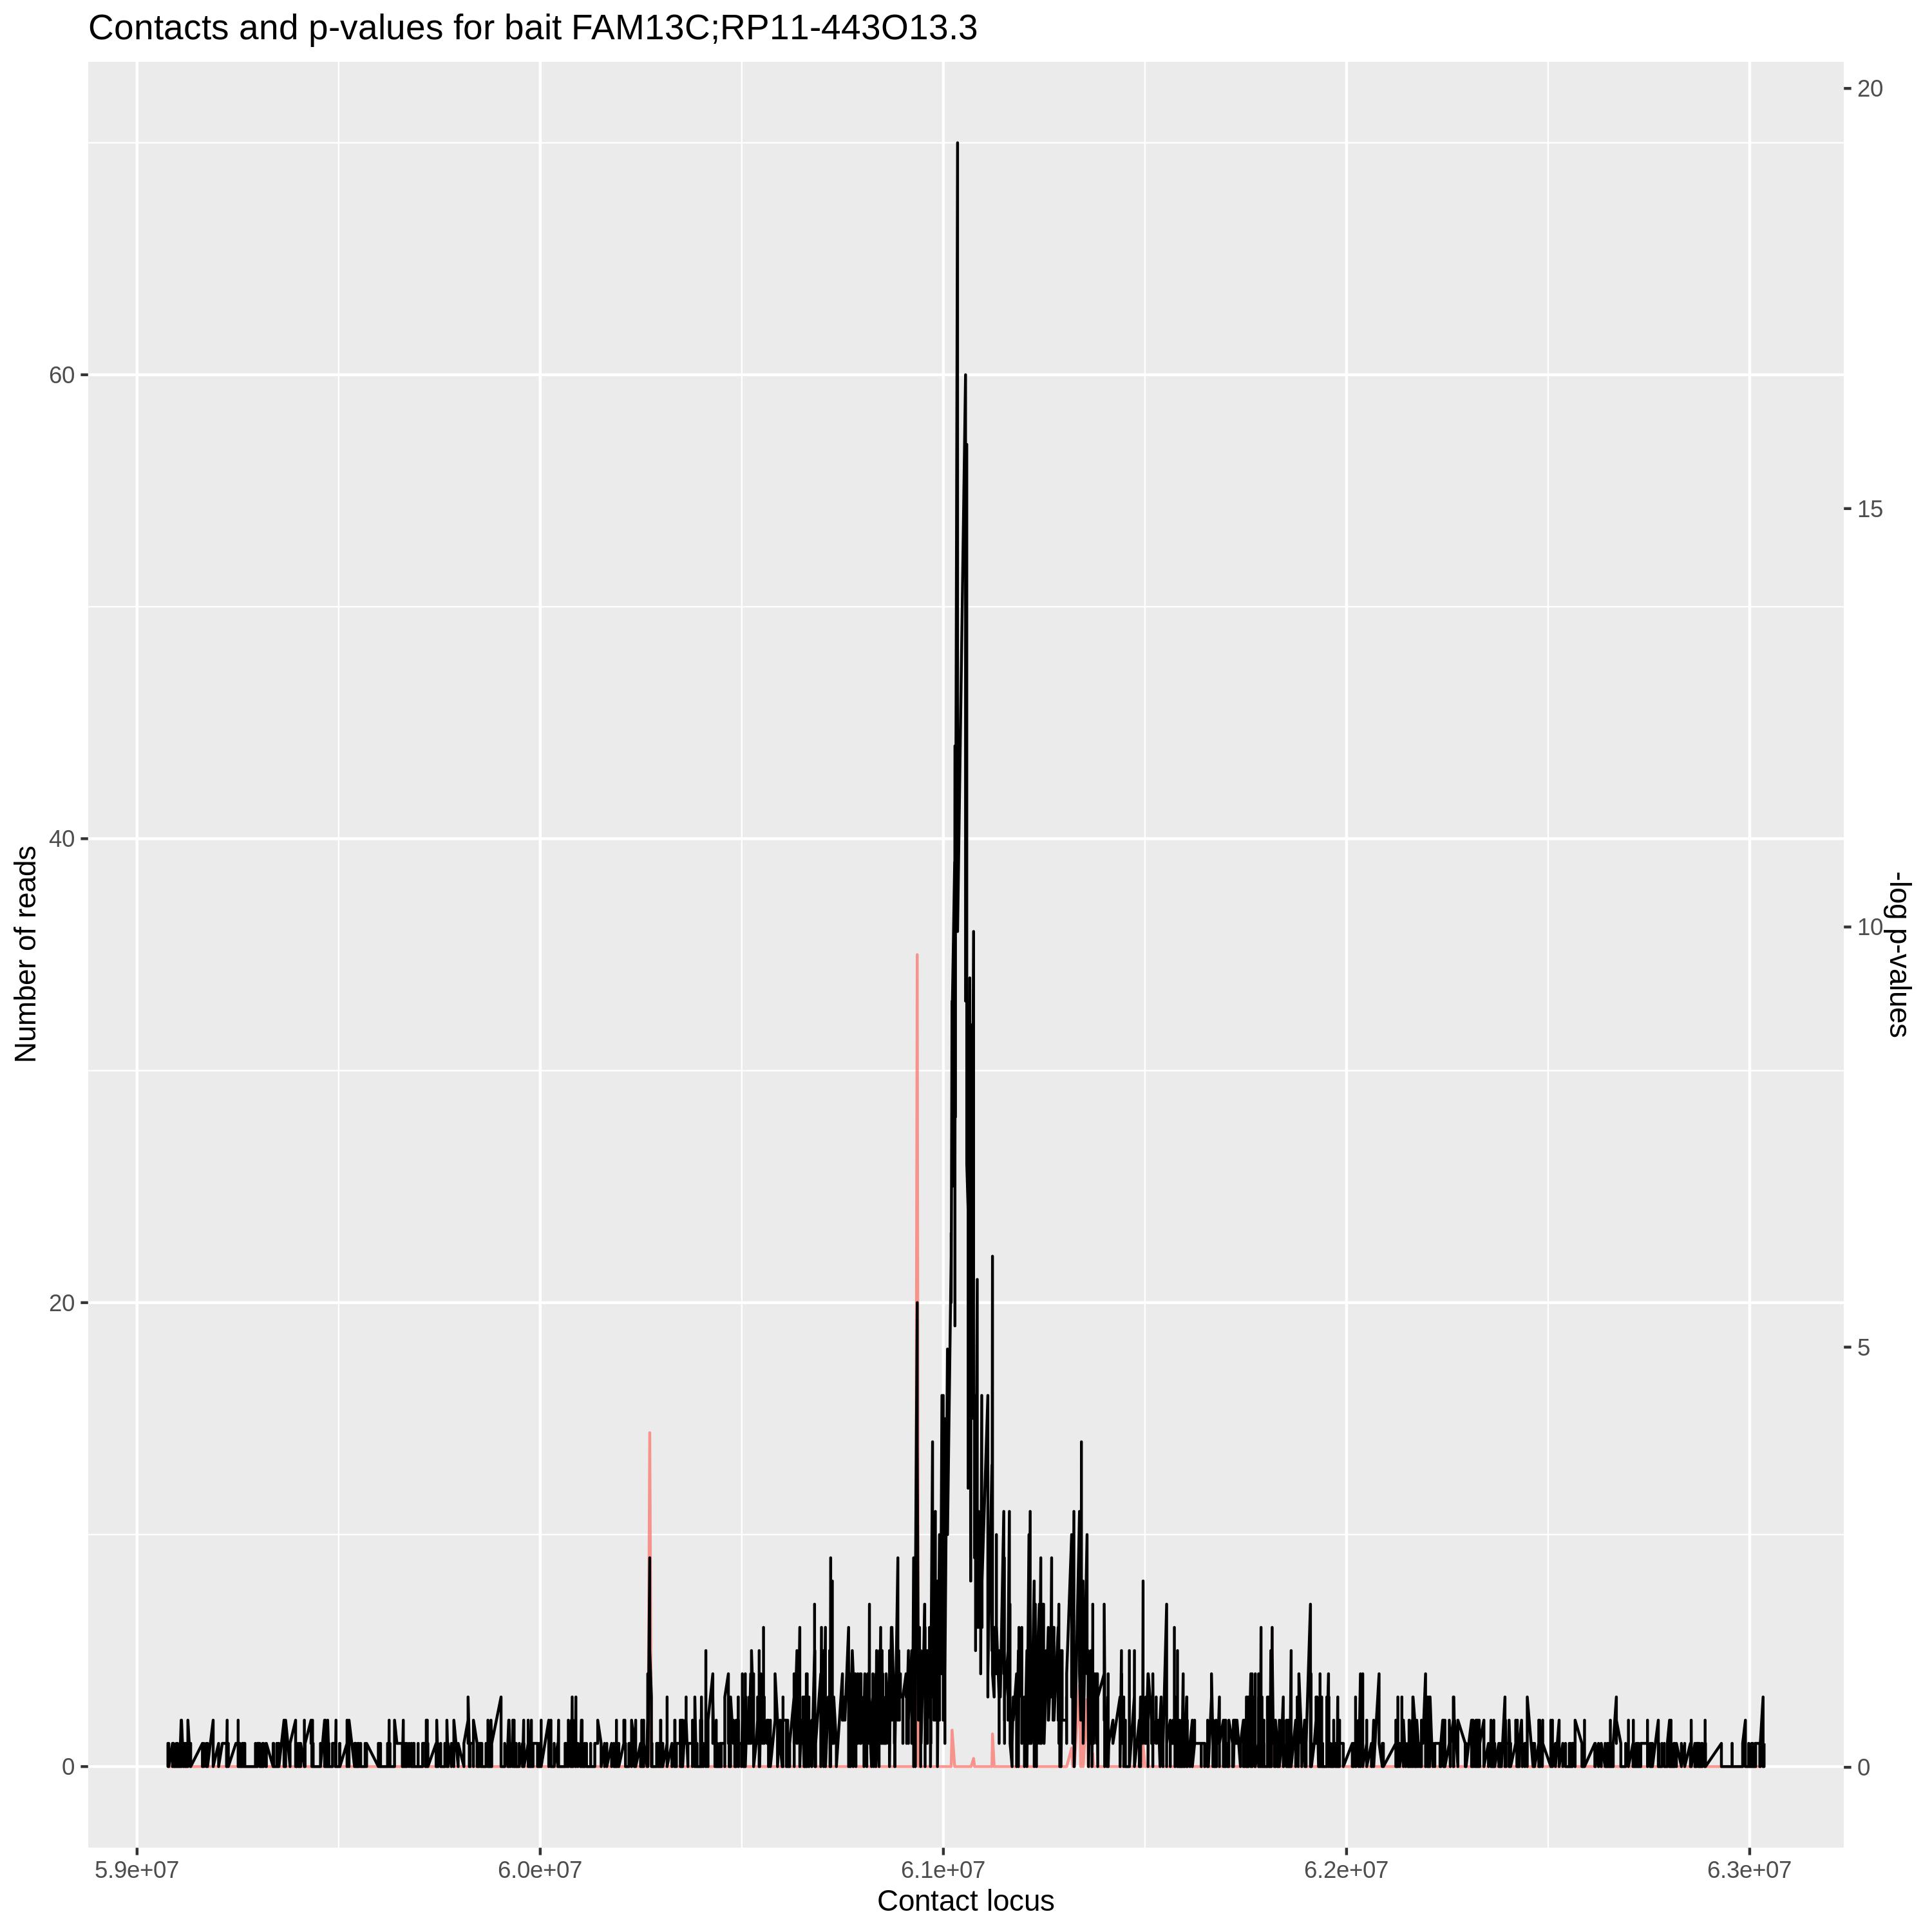 Contacts and p-values for bait FAM13C;RP11-443O13.3
20
60
15
40
10
Number of reads
-log p-values
20
5
0
0
5.9e+07
6.0e+07
6.1e+07
6.2e+07
6.3e+07
Contact locus